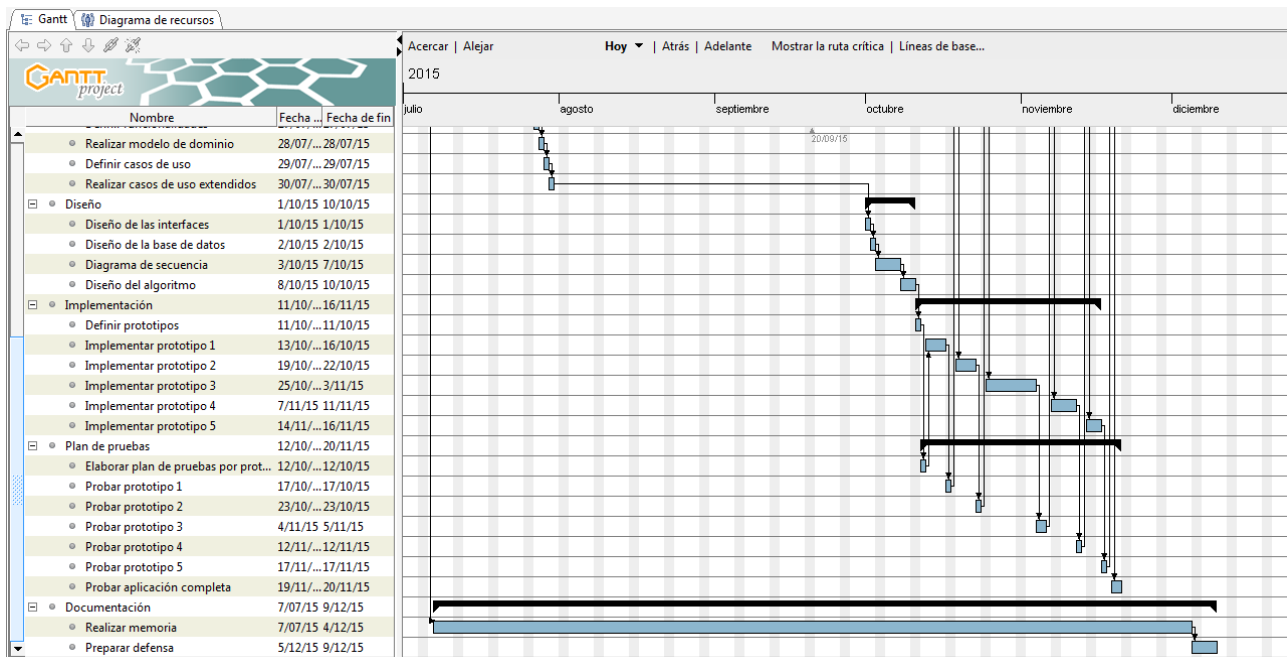 Gantt Diagrama de recursos
Acercar | Alejar Hoy | Atrás | Adelante Mostrar la ruta crítica | Líneas de base...
GANTT project
2015
julio agosto septiembre octubre noviembre diciembre
Nombre Fecha ... Fecha de fin
20/09/15
Realizar modelo de dominio 28/07/... 28/07/15
Definir casos de uso 29/07/... 29/07/15
Realizar casos de uso extendidos 30/07/... 30/07/15
Diseño 1/10/15 10/10/15
Diseño de las interfaces 1/10/15 1/10/15
Diseño de la base de datos 2/10/15 2/10/15
Diagrama de secuencia 3/10/15 7/10/15
Diseño del algoritmo 8/10/15 10/10/15
Implementación 11/10/... 16/11/15
Definir prototipos 11/10/... 11/10/15
Implementar prototipo 1 13/10/... 16/10/15
Implementar prototipo 2 19/10/... 22/10/15
Implementar prototipo 3 25/10/... 3/11/15
Implementar prototipo 4 7/11/15 11/11/15
Implementar prototipo 5 14/11/... 16/11/15
Plan de pruebas 12/10/... 20/11/15
Elaborar plan de pruebas por prot... 12/10/... 12/10/15
Probar prototipo 1 17/10/... 17/10/15
Probar prototipo 2 23/10/... 23/10/15
Probar prototipo 3 4/11/15 5/11/15
Probar prototipo 4 12/11/... 12/11/15
Probar prototipo 5 17/11/... 17/11/15
Probar aplicación completa 19/11/... 20/11/15
Documentación 7/07/15 9/12/15
Realizar memoria 7/07/15 4/12/15
Preparar defensa 5/12/15 9/12/15